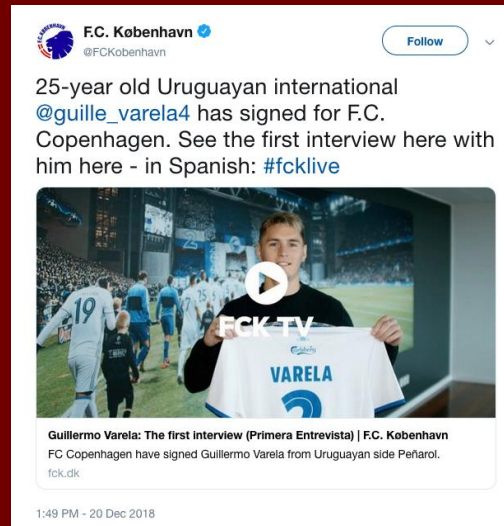 F.C. København
@FCKobenhavn
Follow
25-year old Uruguayan international
@guille_varela4 has signed for F.C.
Copenhagen. See the first interview here with
him here - in Spanish: #fcklive
19
FCK TV
Carlsberg
VARELA
2
Guillermo Varela: The first interview (Primera Entrevista) | F.C. København
FC Copenhagen have signed Guillermo Varela from Uruguayan side Peñarol.
fck.dk
1:49 PM - 20 Dec 2018